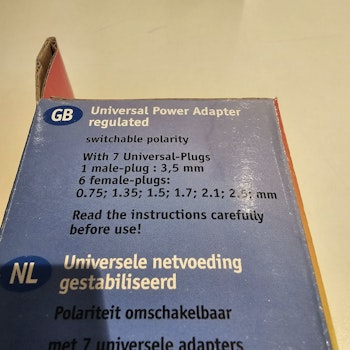 GB
Universal Power Adapter
regulated
switchable polarity
With 7 Universal-Plugs
1 male-plug : 3,5 mm
6 female-plugs:
0.75; 1.35; 1.5; 1.7; 2.1; 2.5; mm
Read the instructions carefully
before use!
NL
Universele netvoeding
gestabiliseerd
Polariteit omschakelbaar
met 7 universele adapters